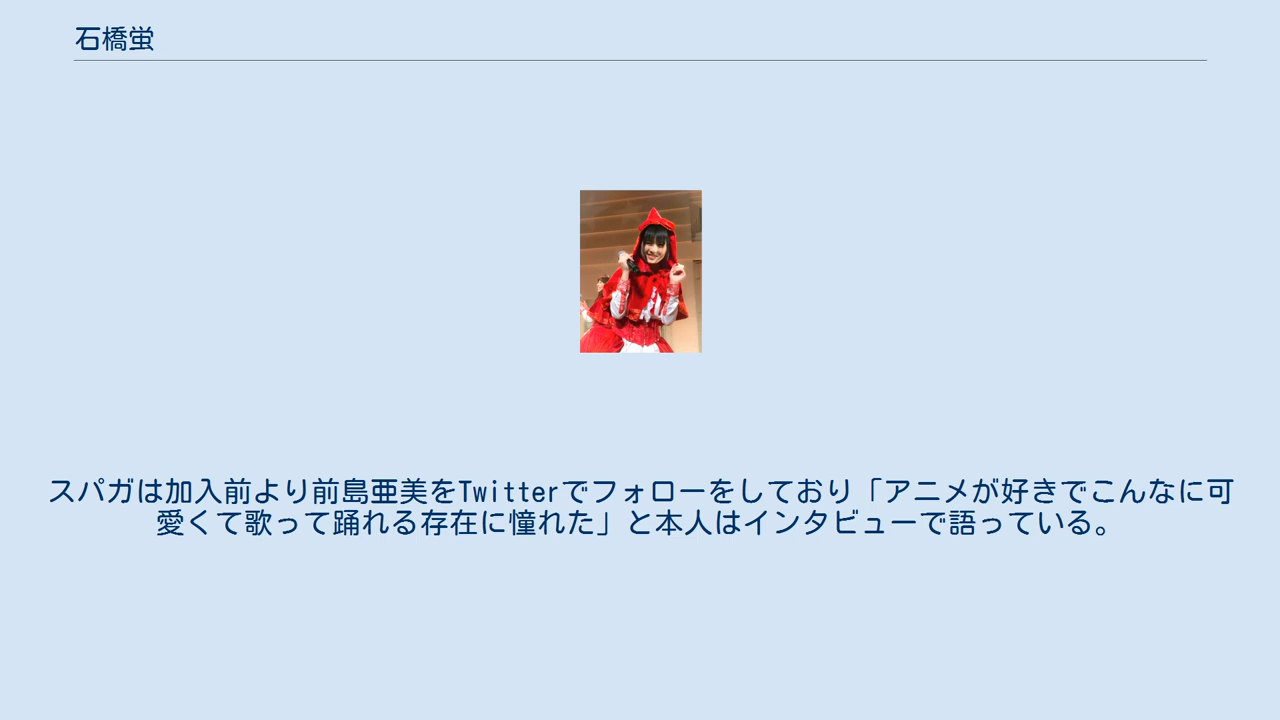 石橋蛍
スパガは加入前より前島亜美をTwitterでフォローをしており「アニメが好きでこんなに可
愛くて歌って踊れる存在に憧れた」と本人はインタビューで語っている。